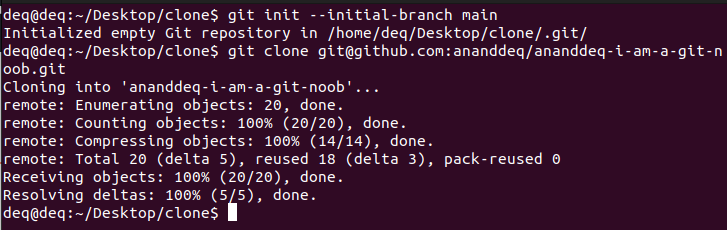 deq@deq:~/Desktop/clone$ git init --initial-branch main
Initialized empty Git repository in /home/deq/Desktop/clone/.git/
deq@deq:~/Desktop/clone$ git clone git@github.com:ananddeq/ananddeq-i-am-a-git-n
oob.git
Cloning into 'ananddeq-i-am-a-git-noob'...
remote: Enumerating objects: 20, done.
remote: Counting objects: 100% (20/20), done.
remote: Compressing objects: 100% (14/14), done.
remote: Total 20 (delta 5), reused 18 (delta 3), pack-reused 0
Receiving objects: 100% (20/20), done.
Resolving deltas: 100% (5/5), done.
deq@deq:~/Desktop/clone$